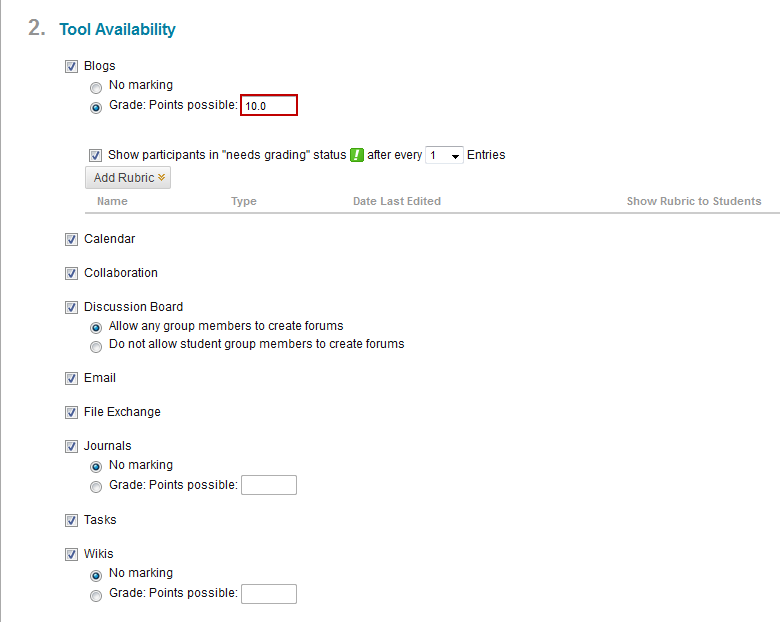 2. Tool Availability
Blogs
No marking
Grade: Points possible: 10.0
Show participants in "needs grading" status ! after every 1 Entries
Add Rubric
Name Type Date Last Edited Show Rubric to Students
Calendar
Collaboration
Discussion Board
Allow any group members to create forums
Do not allow student group members to create forums
Email
File Exchange
Journals
No marking
Grade: Points possible:
Tasks
Wikis
No marking
Grade: Points possible: